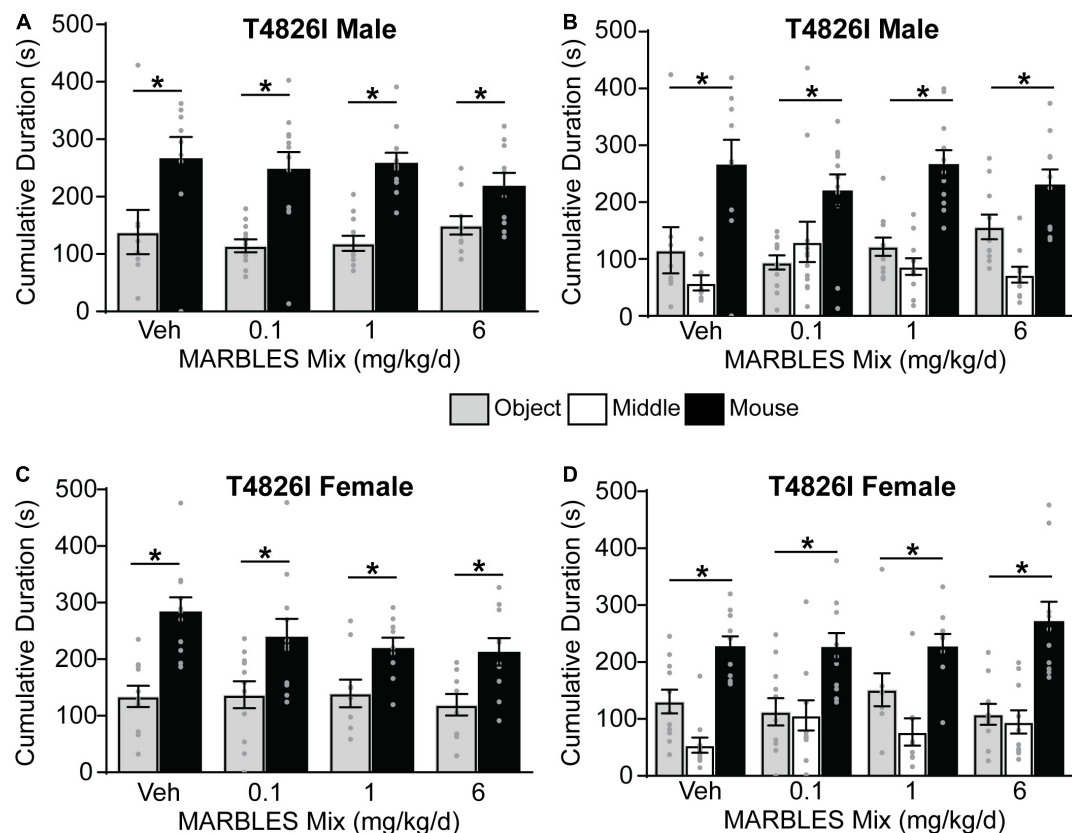 A
T4826I Male
Cumulative Duration (s)
500
400
300
200
100
0
*
*
*
*
Veh 0.1 1 6
MARBLES Mix (mg/kg/d)
B
T4826I Male
Cumulative Duration (s)
500
400
300
200
100
0
*
*
*
*
Veh 0.1 1 6
MARBLES Mix (mg/kg/d)
Object Middle Mouse
C
T4826I Female
Cumulative Duration (s)
500
400
300
200
100
0
*
*
*
*
Veh 0.1 1 6
MARBLES Mix (mg/kg/d)
D
T4826I Female
Cumulative Duration (s)
500
400
300
200
100
0
*
*
*
*
Veh 0.1 1 6
MARBLES Mix (mg/kg/d)